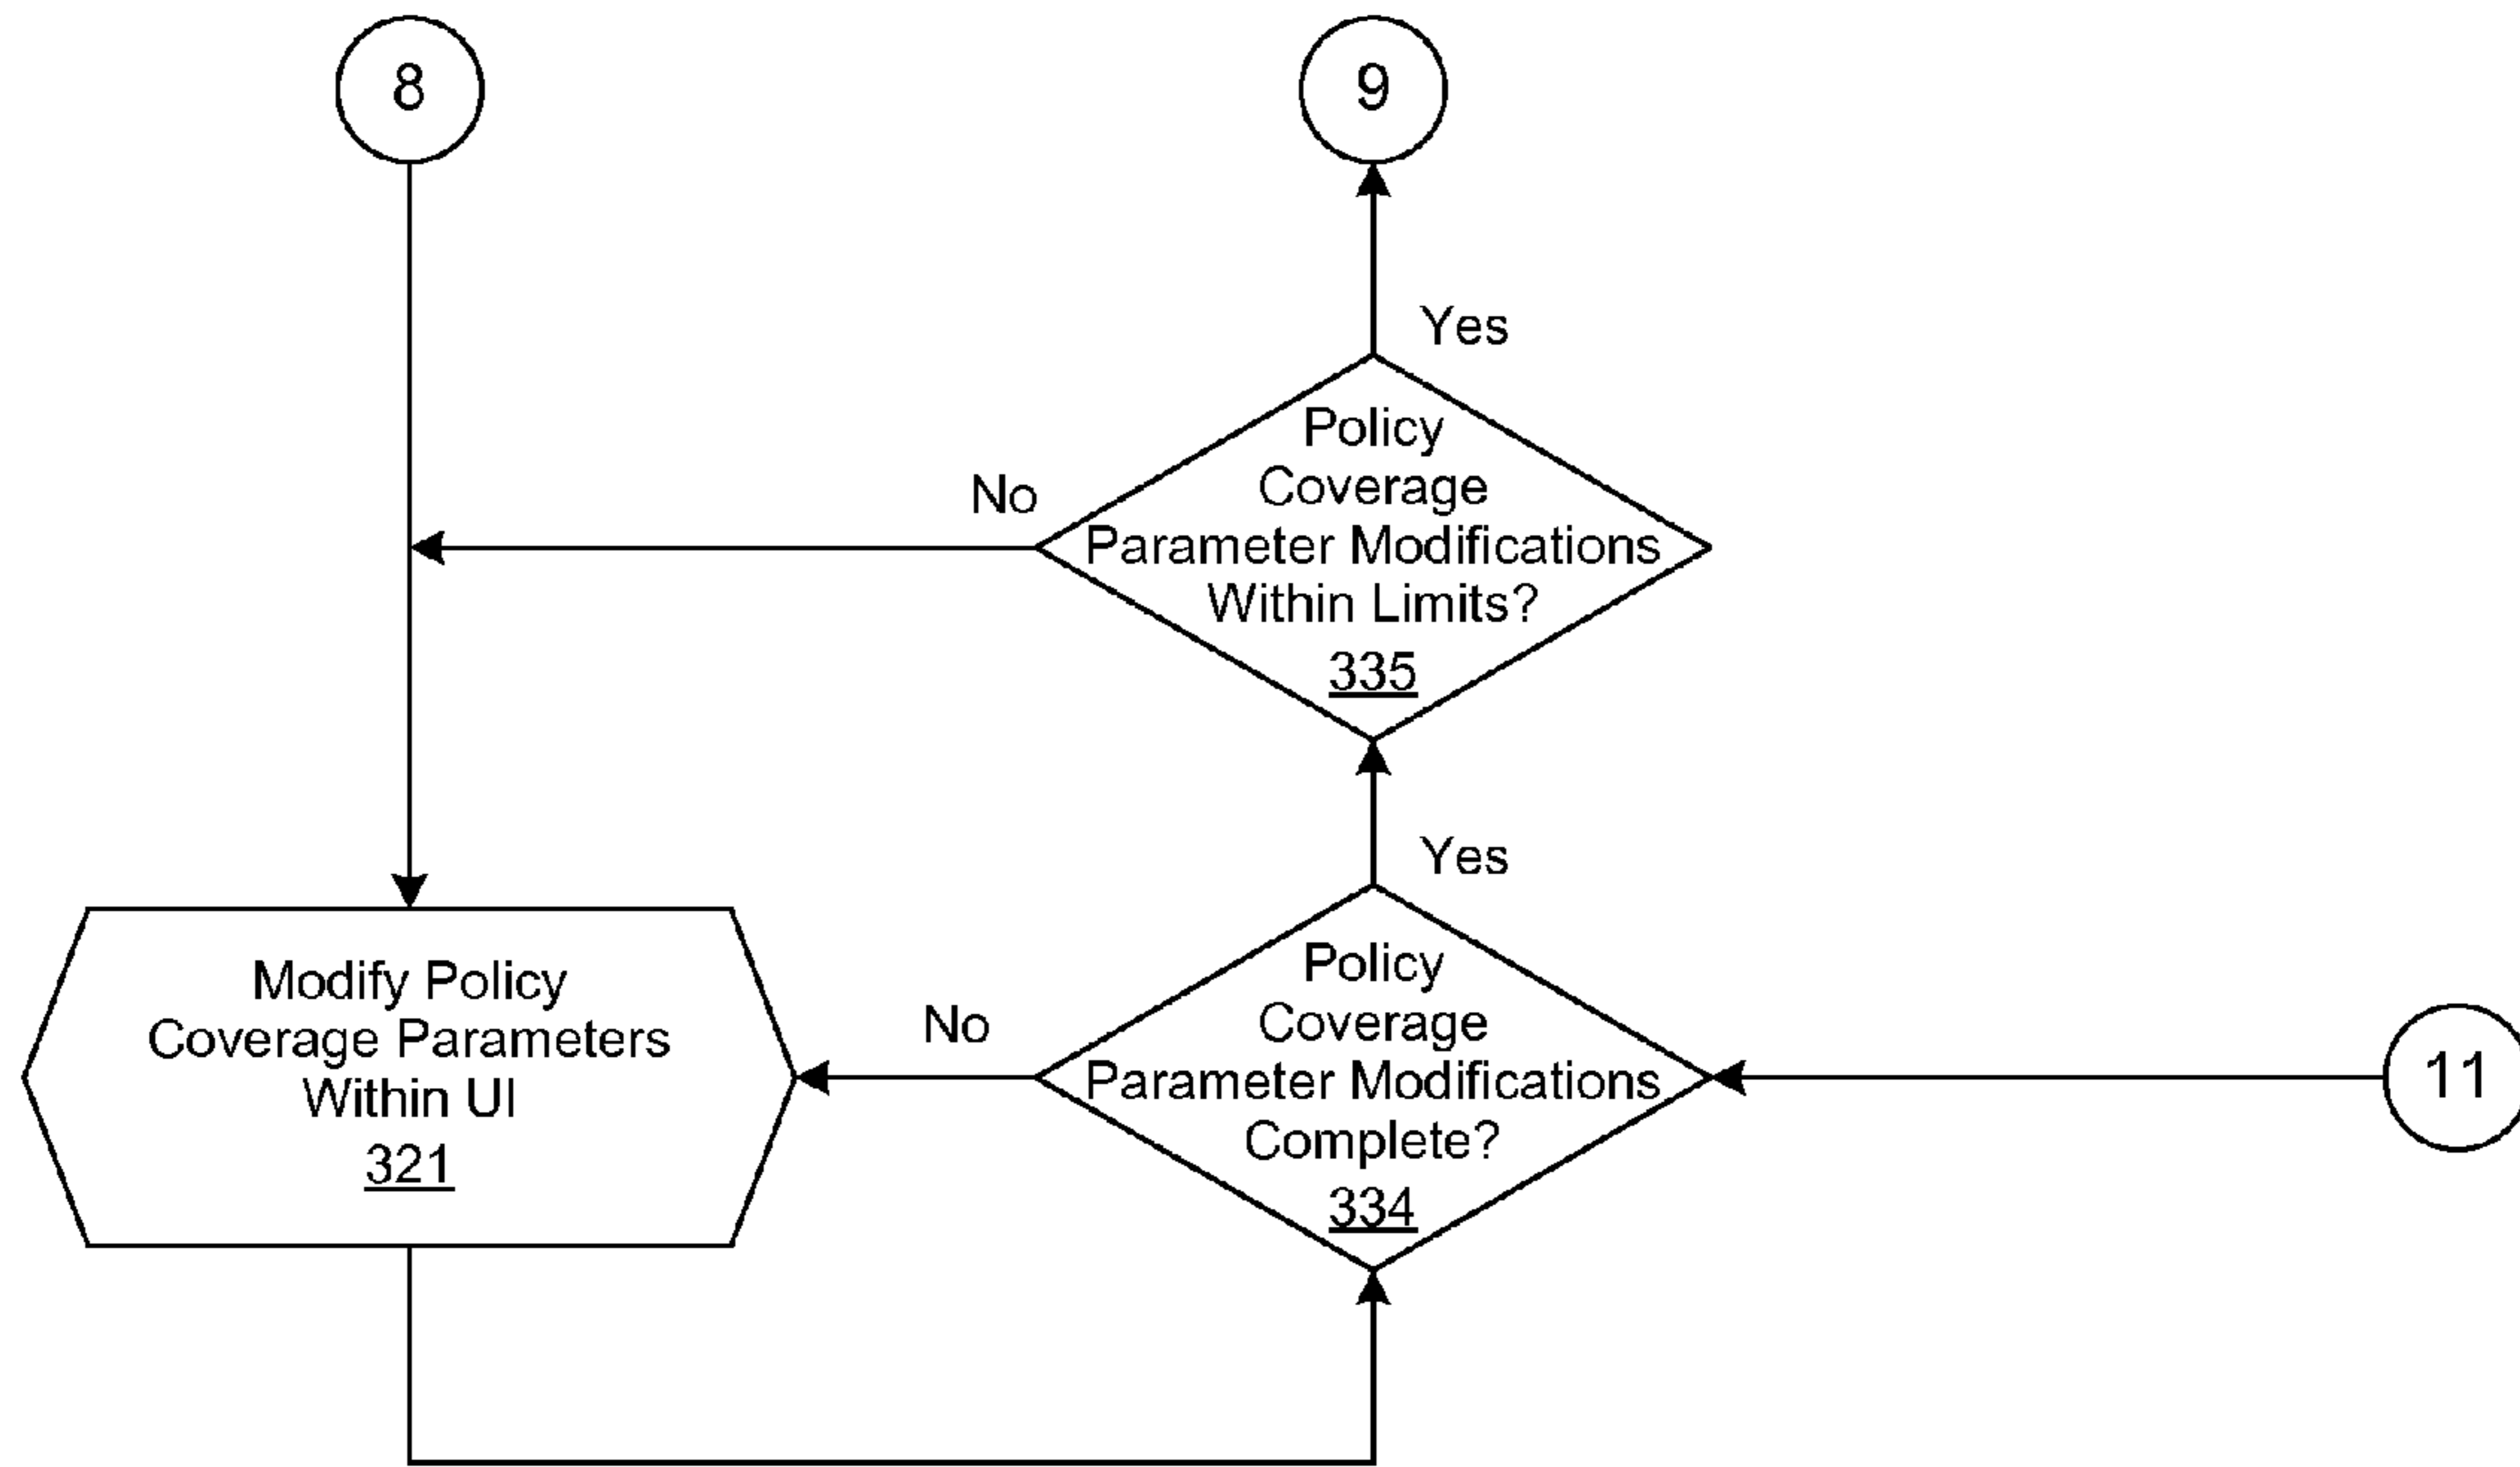 8
9
Yes
Policy
Coverage
Parameter Modifications
Within Limits?
335
No
Yes
Modify Policy
Coverage Parameters
Within UI
321
No
Policy
Coverage
Parameter Modifications
Complete?
334
11